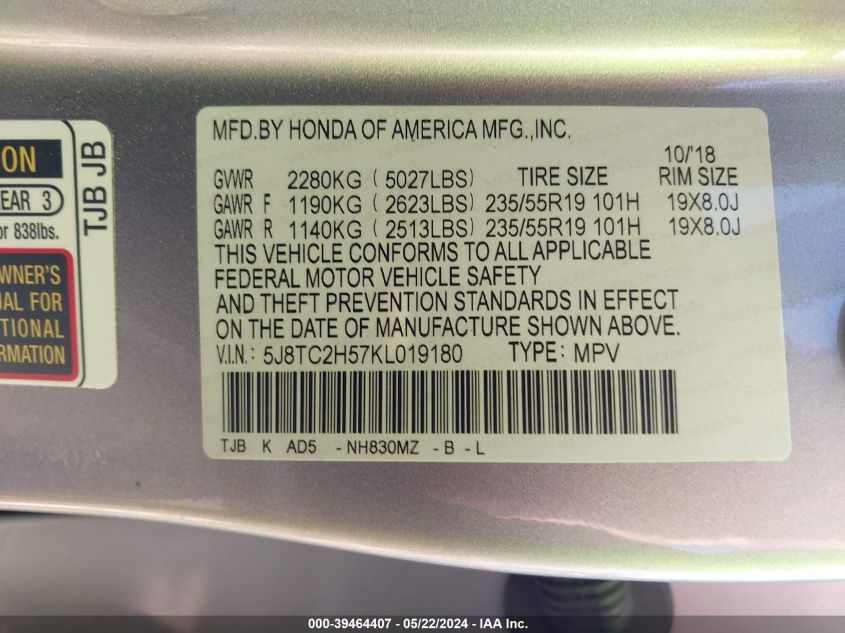 ON
EAR 3
or 838lbs.
WNER'S
AL FOR
TIONAL
RMATION
TJB JB
MFD.BY HONDA OF AMERICA MFG.,INC.
10/'18
GVWR 2280KG ( 5027LBS) TIRE SIZE RIM SIZE
GAWR F 1190KG ( 2623LBS) 235/55R19 101H 19X8.0J
GAWR R 1140KG ( 2513LBS) 235/55R19 101H 19X8.0J
THIS VEHICLE CONFORMS TO ALL APPLICABLE
FEDERAL MOTOR VEHICLE SAFETY
AND THEFT PREVENTION STANDARDS IN EFFECT
ON THE DATE OF MANUFACTURE SHOWN ABOVE.
V.I.N.: 5J8TC2H57KL019180 TYPE: MPV
TJB K AD5 -NH830MZ -B -L
000-39464407 - 05/22/2024 - IAA Inc.